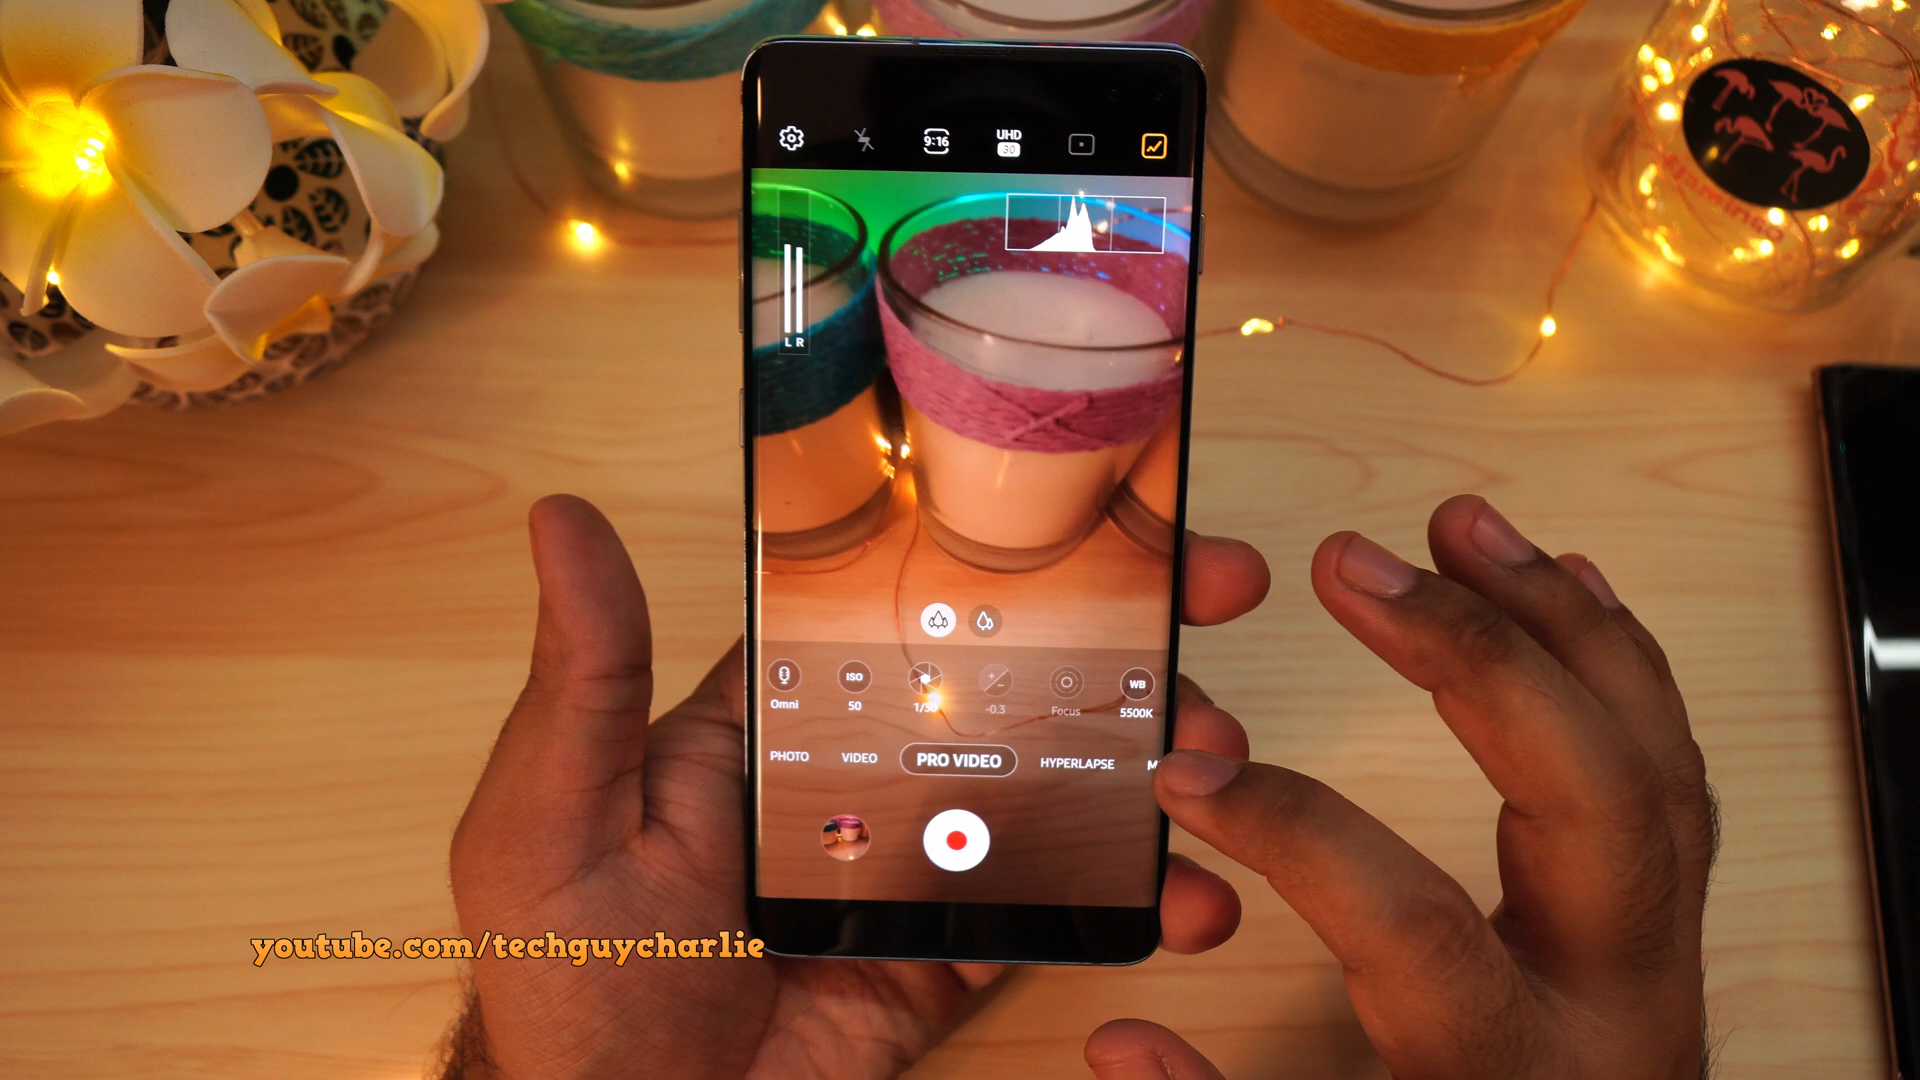 9:16
UHD
30
L R
ISO
WB
Omni
50
-0.3
Focus
5500K
PHOTO
VIDEO
PRO VIDEO
HYPERLAPSE
youtube.com/techguycharlie